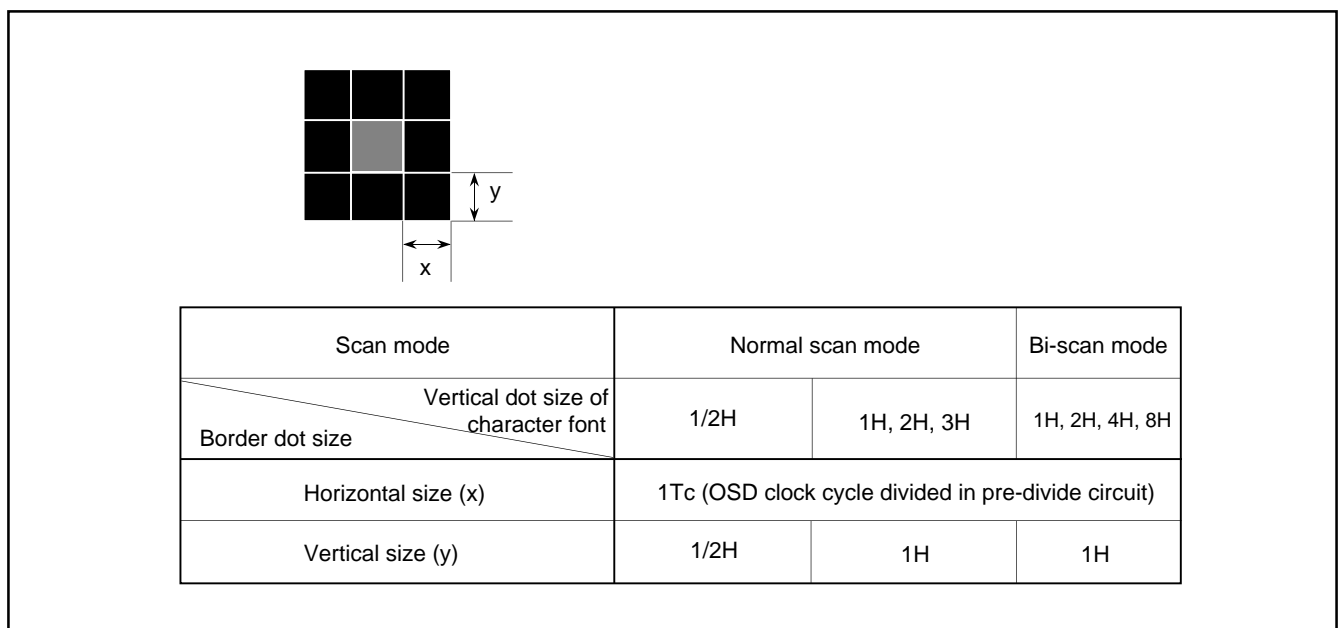 y
x
Scan mode
Normal scan mode
Bi-scan mode
Vertical dot size of
character font
Border dot size
1/2H
1H, 2H, 3H
1H, 2H, 4H, 8H
Horizontal size (x)
1Tc (OSD clock cycle divided in pre-divide circuit)
Vertical size (y)
1/2H
1H
1H